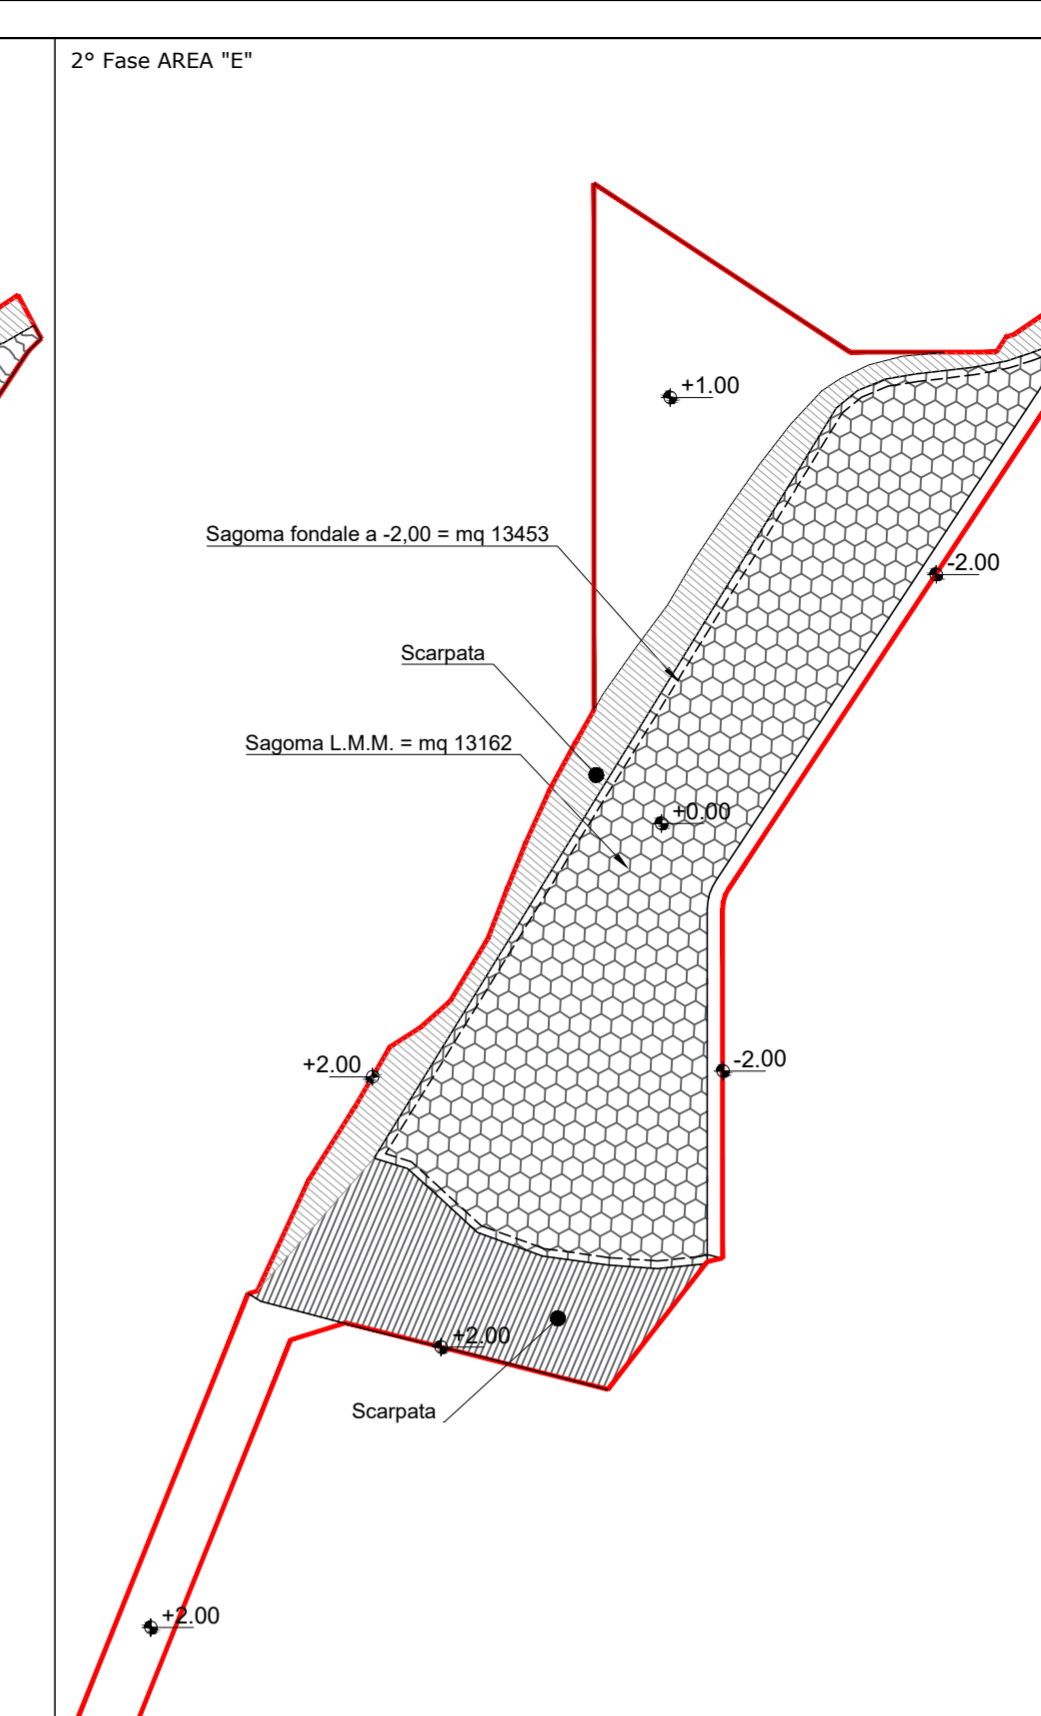 2° Fase AREA "E"
+1.00
Sagoma fondale a -2,00 = mq 13453
-2.00
Scarpata
Sagoma L.M.M. = mq 13162
+0.00
+2.00
-2.00
+2.00
Scarpata
+2.00